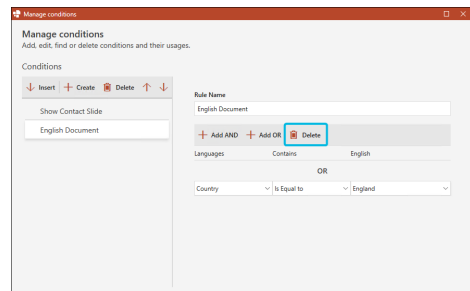 Manage conditions
Manage conditions
Add, edit, find or delete conditions and their usages.
Conditions
Insert Create Delete
Show Contact Slide
English Document
Rule Name
English Document
Add AND Add OR Delete
Languages Contains English
OR
Country Is Equal to England